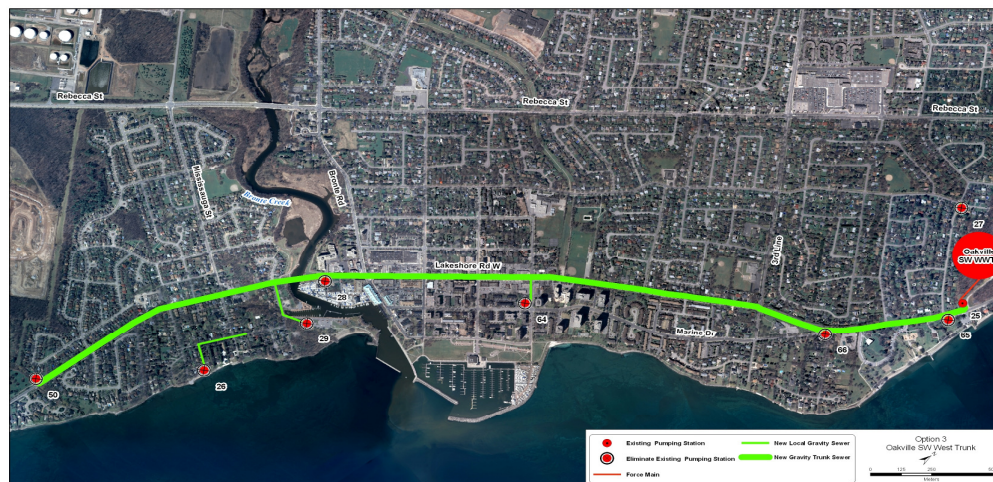 Rebecca St
Rebecca St
Rebecca St
Mississauga St
Bronte Creek
Bronte Rd
27
Oakville
SW WWT
Lakeshore Rd W
3rd Line
28
64
Marine Dr
25
65
29
66
26
50
Existing Pumping Station
Eliminate Existing Pumping Station
Force Main
New Local Gravity Sewer
New Gravity Trunk Sewer
Option 3
Oakville SW West Trunk
0 125 250 500
Meters